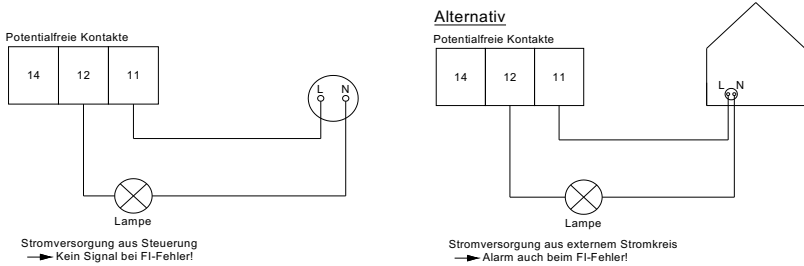 Potentialfreie Kontakte
14 12 11
L N
Lampe
Stromversorgung aus Steuerung
Kein Signal bei FI-Fehler!
Alternativ
Potentialfreie Kontakte
14 12 11
L N
Lampe
Stromversorgung aus externem Stromkreis
Alarm auch beim FI-Fehler!